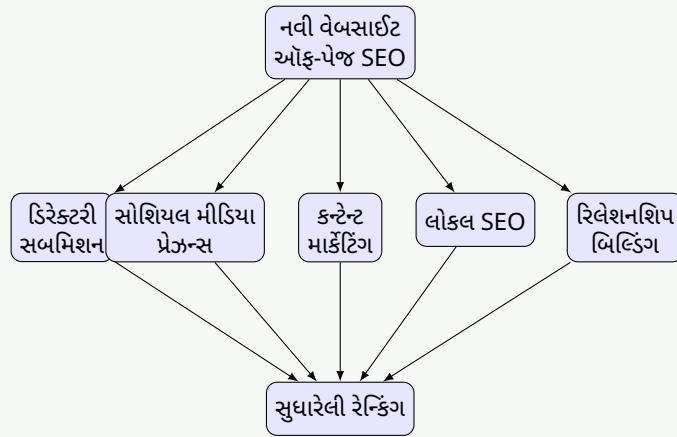 નવી વેબસાઈટ
ઑફ-પેજ SEO
ડિરેક્ટરી
સબમિશન
સોશિયલ મીડિયા
પ્રેઝન્સ
કન્ટેન્ટ
માર્કેટિંગ
લોકલ SEO
રિલેશનશિપ
બિલ્ડિંગ
સુધારેલી રેન્કિંગ